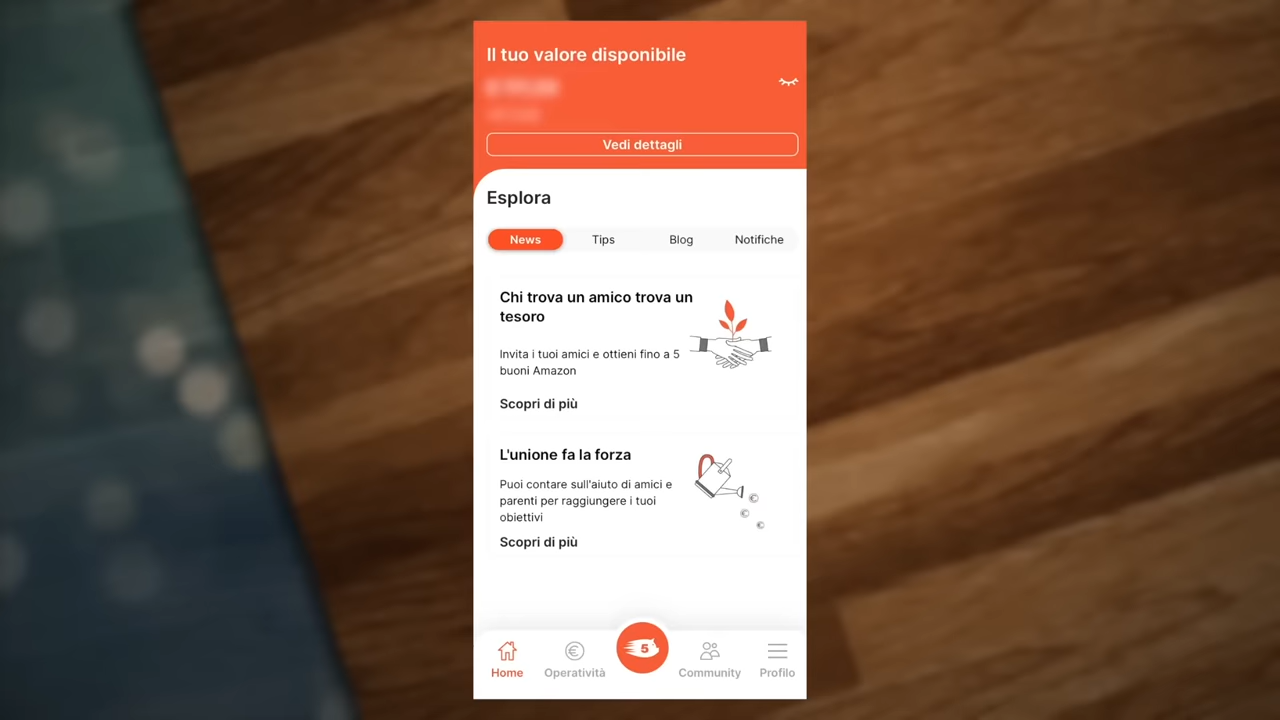 Il tuo valore disponibile
Vedi dettagli
Esplora
News
Tips
Blog
Notifiche
Chi trova un amico trova un
tesoro
Invita i tuoi amici e ottieni fino a 5
buoni Amazon
Scopri di più
L'unione fa la forza
Puoi contare sull'aiuto di amici e
parenti per raggiungere i tuoi
obiettivi
Scopri di più
5
Home
Operatività
Community
Profilo